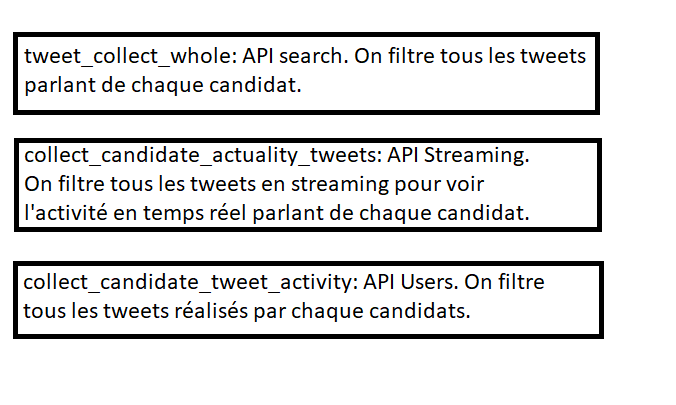 tweet_collect_whole: API search. On filtre tous les tweets
parlant de chaque candidat.
collect_candidate_actuality_tweets: API Streaming.
On filtre tous les tweets en streaming pour voir
l'activité en temps réel parlant de chaque candidat.
collect_candidate_tweet_activity: API Users. On filtre
tous les tweets réalisés par chaque candidats.